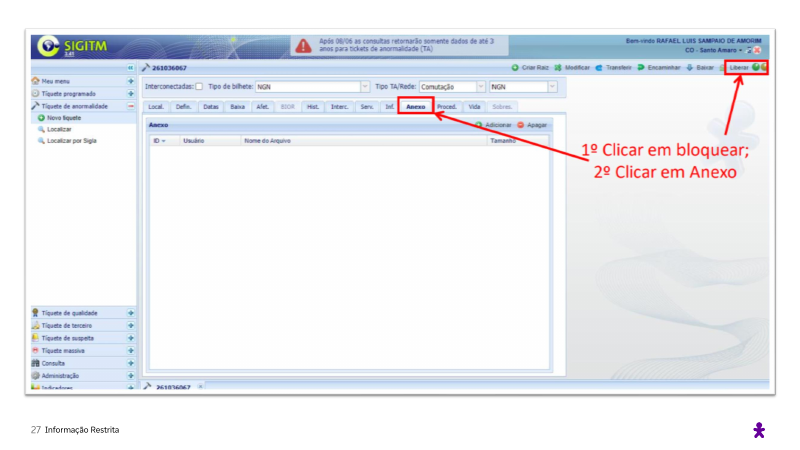 SIGITM
3.85
Após 08/06 as consultas retornarão somente dados de até 3
anos para tickets de anormalidade (TA)
Bem-vindo RAFAEL LUIS SAMPAIO DE AMORIM
CO - Santo Amaro
261036067
Criar Raiz Modificar Transferir Encaminhar Baixar Liberar
Meu menu
Tíquete programado
Tíquete de anormalidade
Novo tíquete
Localizar
Localizar por Sigla
Interconectadas: Tipo de bilhete: NGN Tipo TA/Rede: Comutação NGN
Local. Defin. Datas Baixa Afet. Hist. Interc. Serv. Inf. Anexo Proced. Vida Sobres.
Anexo Adicionar Apagar
ID Usuário Nome do Arquivo Tamanho
1º Clicar em bloquear;
2º Clicar em Anexo
Tíquete de qualidade
Tíquete de terceiro
Tíquete de suspeita
Tíquete massivo
Consulta
Administração
Indicadores
261036067
27 Informação Restrita